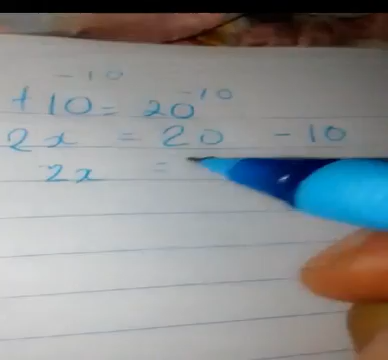 -10
+10 = 20 -10
2x = 20 - 10
2x =